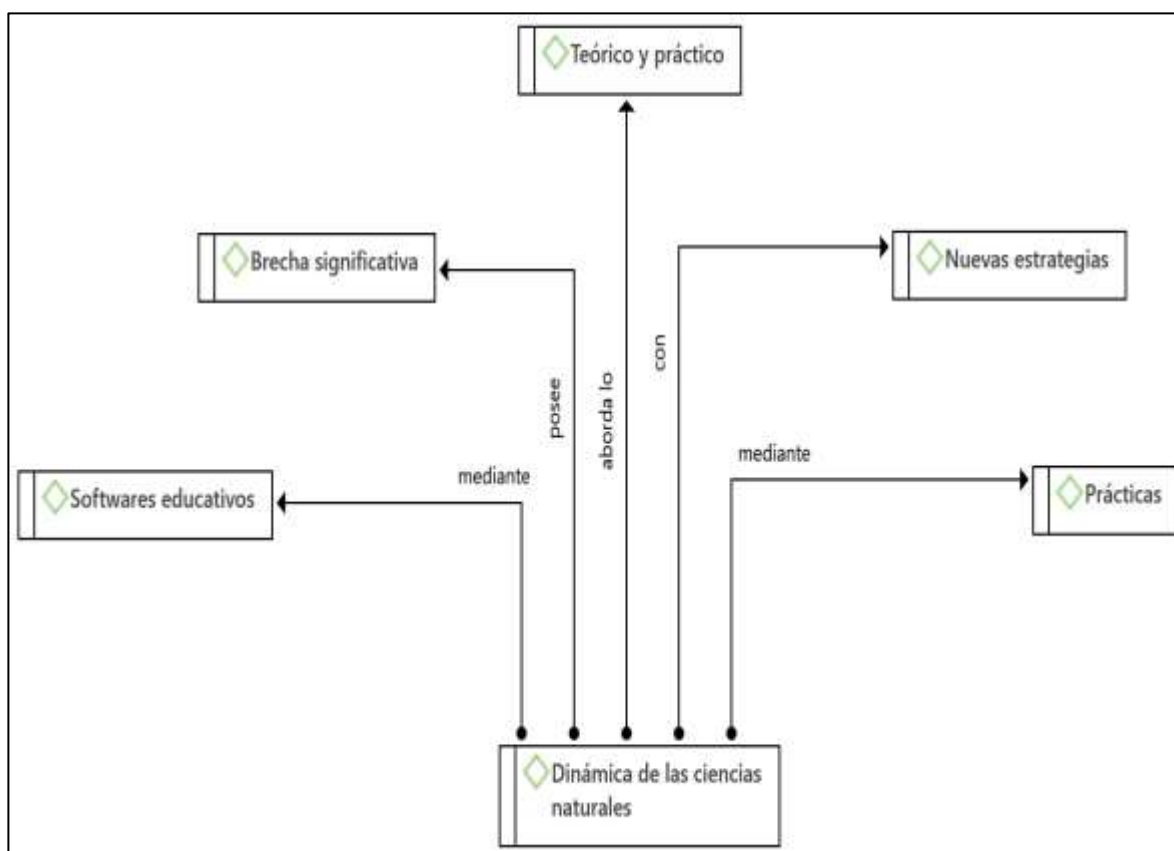 Teórico y práctico
Brecha significativa
Nuevas estrategias
posee
aborda lo
con
mediante
mediante
Softwares educativos
Prácticas
Dinámica de las ciencias
naturales